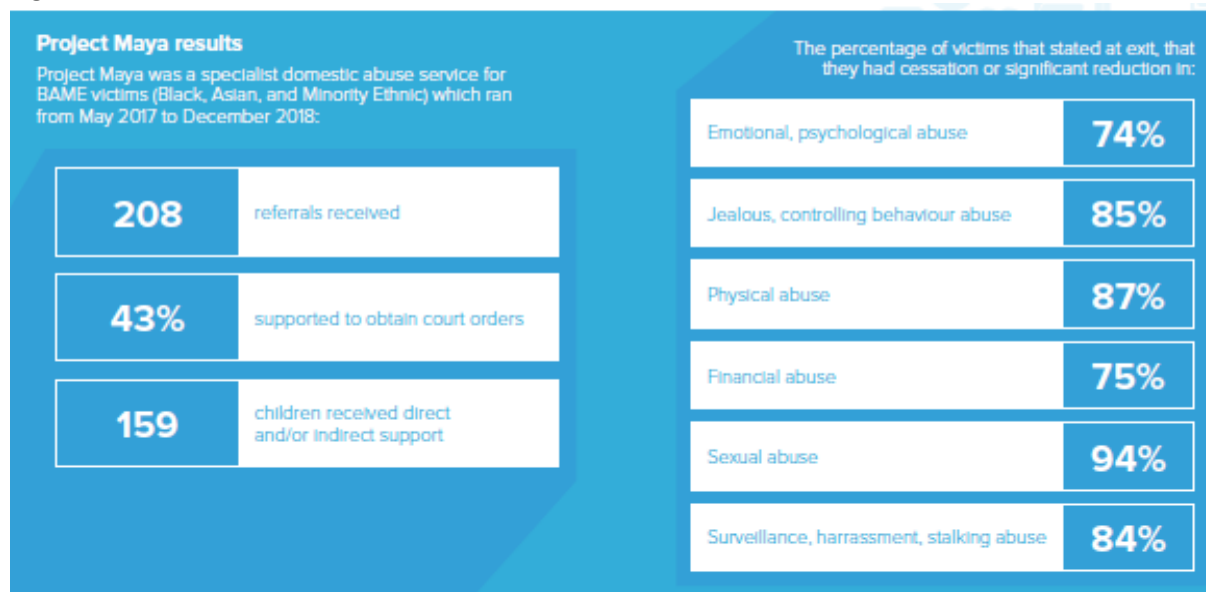 Project Maya results
Project Maya was a specialist domestic abuse service for
BAME victims (Black, Asian, and Minority Ethnic) which ran
from May 2017 to December 2018:
208
referrals received
43%
supported to obtain court orders
159
children received direct
and/or indirect support
The percentage of victims that stated at exit, that
they had cessation or significant reduction in:
Emotional, psychological abuse
74%
Jealous, controlling behaviour abuse
85%
Physical abuse
87%
Financial abuse
75%
Sexual abuse
94%
Surveillance, harrassment, stalking abuse
84%